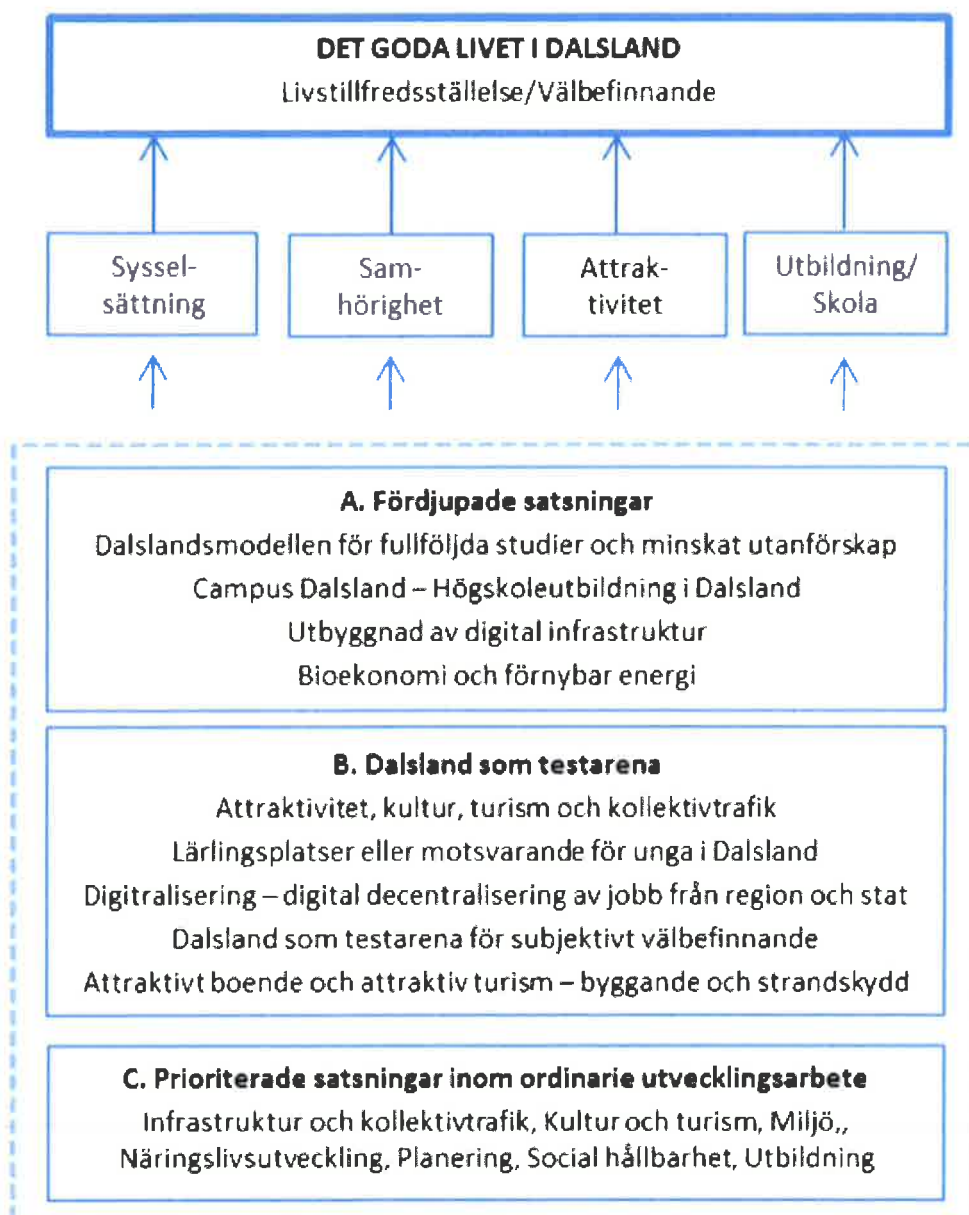 DET GODA LIVET I DALSLAND
Livstillfredsställelse/Välbefinnande
Syssel-
sättning
Sam-
hörighet
Attrak-
tivitet
Utbildning/
Skola
A. Fördjupade satsningar
Dalslandsmodellen för fullföljda studier och minskat utanförskap
Campus Dalsland – Högskoleutbildning i Dalsland
Utbyggnad av digital infrastruktur
Bioekonomi och förnybar energi
B. Dalsland som testarena
Attraktivitet, kultur, turism och kollektivtrafik
Lärlingsplatser eller motsvarande för unga i Dalsland
Digitralisering – digital decentralisering av jobb från region och stat
Dalsland som testarena för subjektivt välbefinnande
Attraktivt boende och attraktiv turism – byggande och strandskydd
C. Prioriterade satsningar inom ordinarie utvecklingsarbete
Infrastruktur och kollektivtrafik, Kultur och turism, Miljö,,
Näringslivsutveckling, Planering, Social hållbarhet, Utbildning